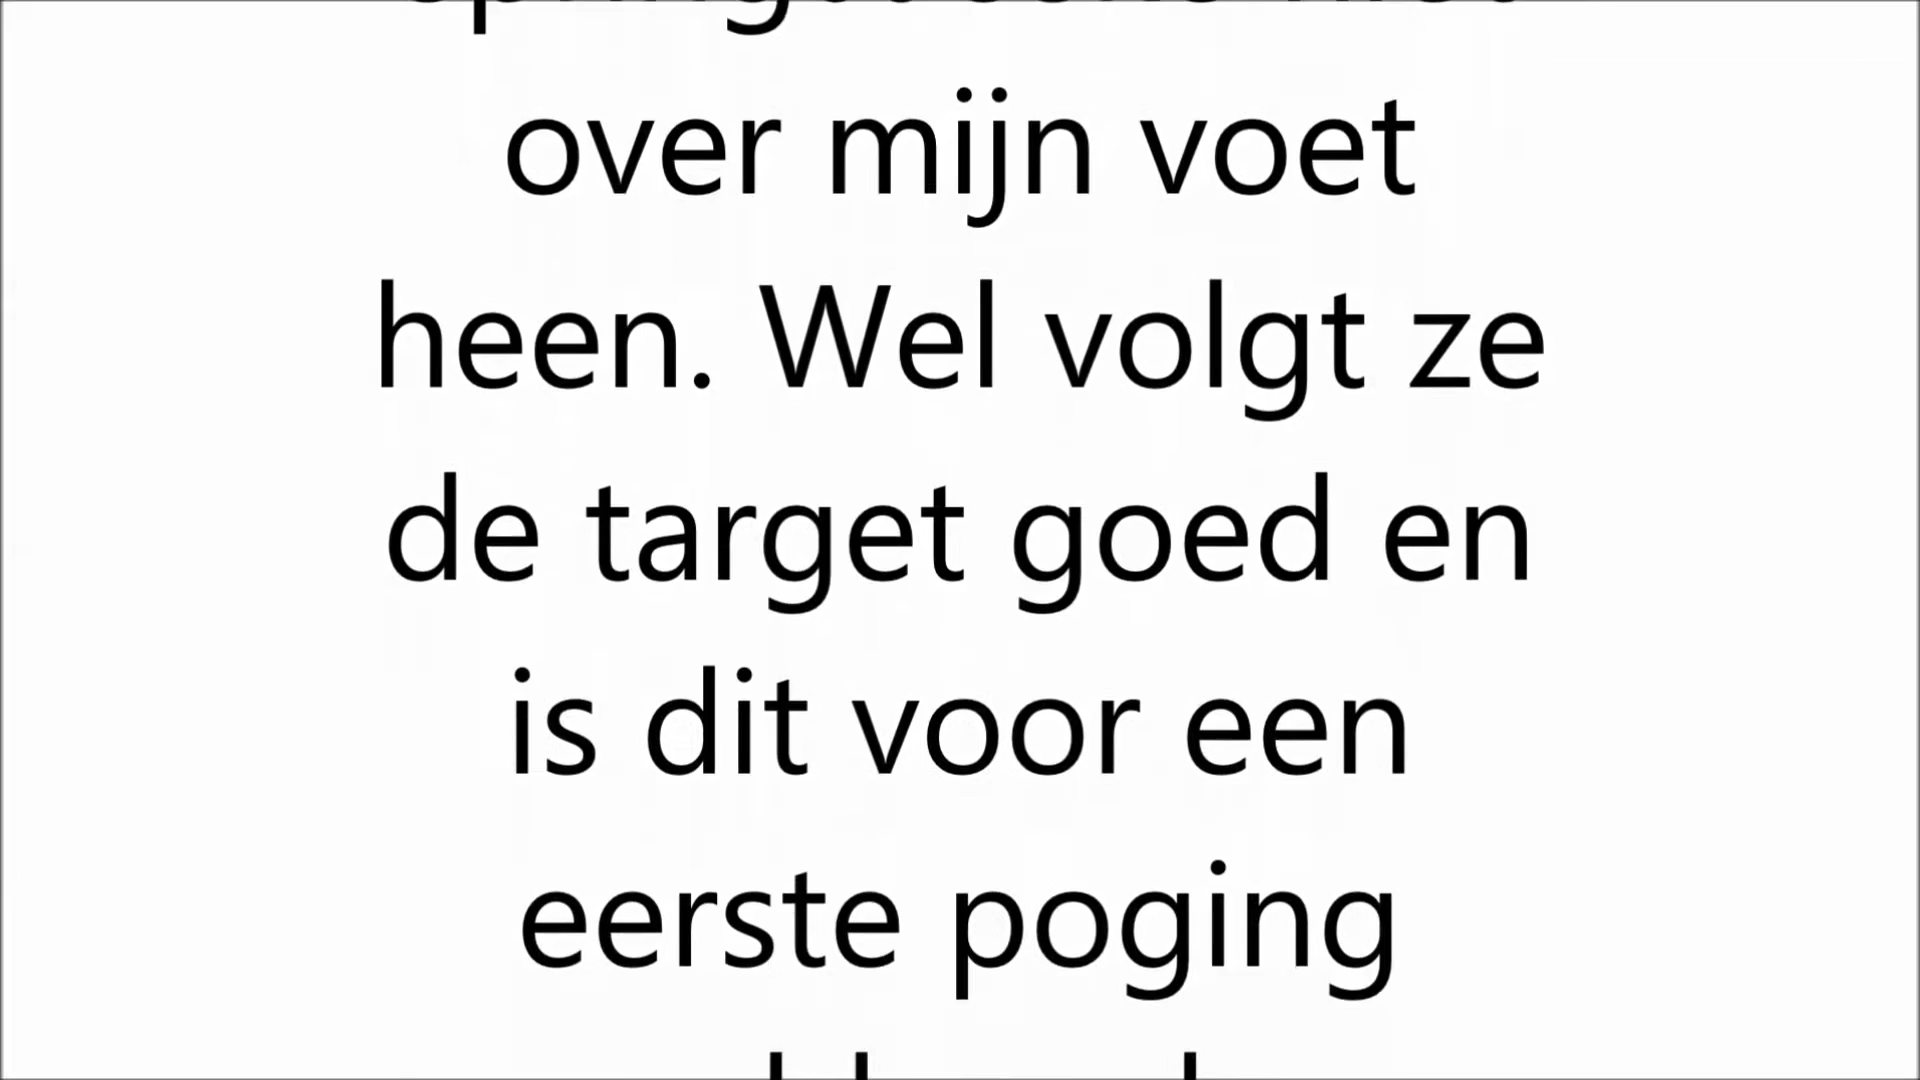 over mijn voet
heen. Wel volgt ze
de target goed en
is dit voor een
eerste poging